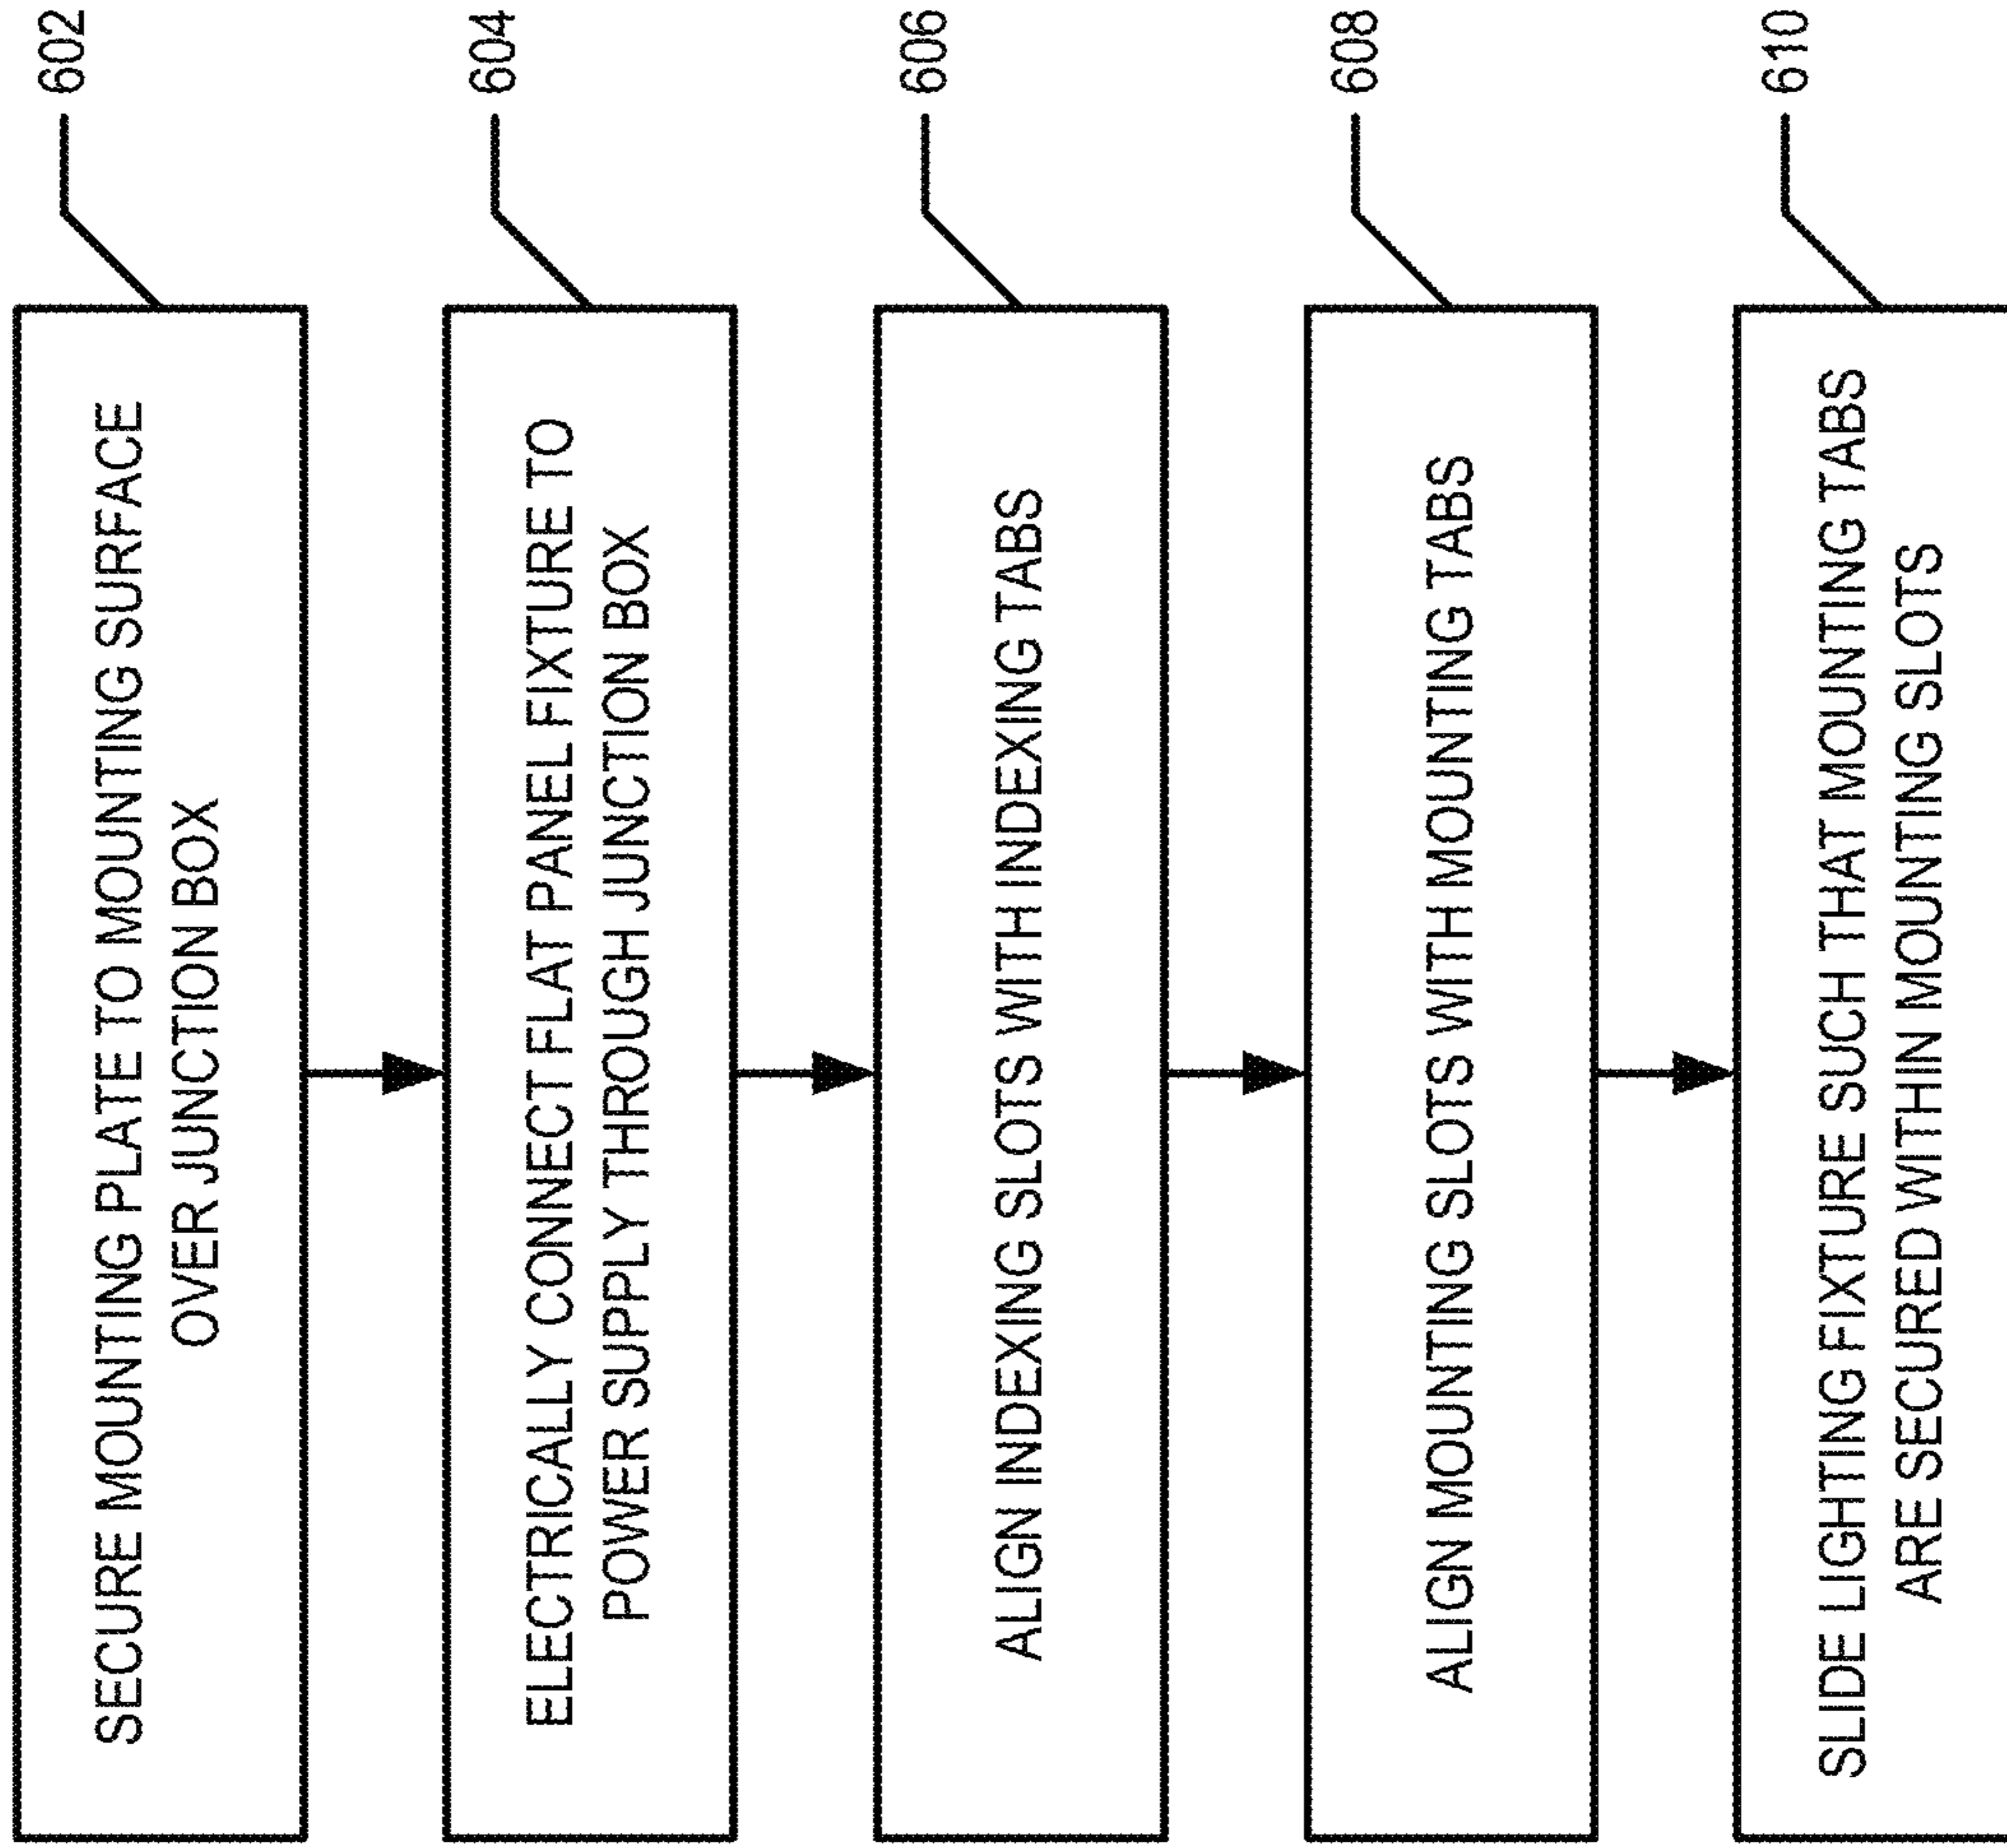 SECURE MOUNTING PLATE TO MOUNTING SURFACE
OVER JUNCTION BOX
602
ELECTRICALLY CONNECT FLAT PANEL FIXTURE TO
POWER SUPPLY THROUGH JUNCTION BOX
604
ALIGN INDEXING SLOTS WITH INDEXING TABS
606
ALIGN MOUNTING SLOTS WITH MOUNTING TABS
608
SLIDE LIGHTING FIXTURE SUCH THAT MOUNTING TABS
ARE SECURED WITHIN MOUNTING SLOTS
610